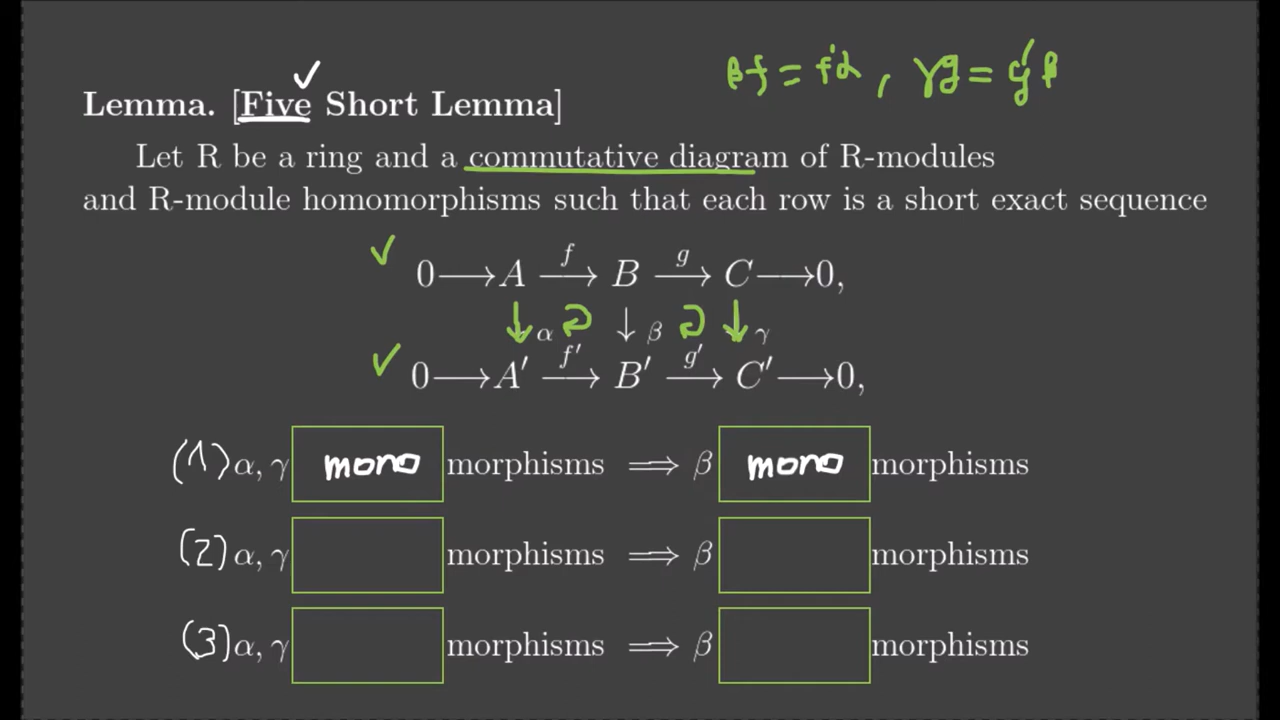 βf = f'α , γg = g'β
Lemma. [Five Short Lemma]
Let R be a ring and a commutative diagram of R-modules
and R-module homomorphisms such that each row is a short exact sequence
0 ⟶ A ⟶ B ⟶ C ⟶ 0,
f g
α β γ
f' g'
0 ⟶ A' ⟶ B' ⟶ C' ⟶ 0,
(1) α, γ mono morphisms ⟹ β mono morphisms
(2) α, γ morphisms ⟹ β morphisms
(3) α, γ morphisms ⟹ β morphisms